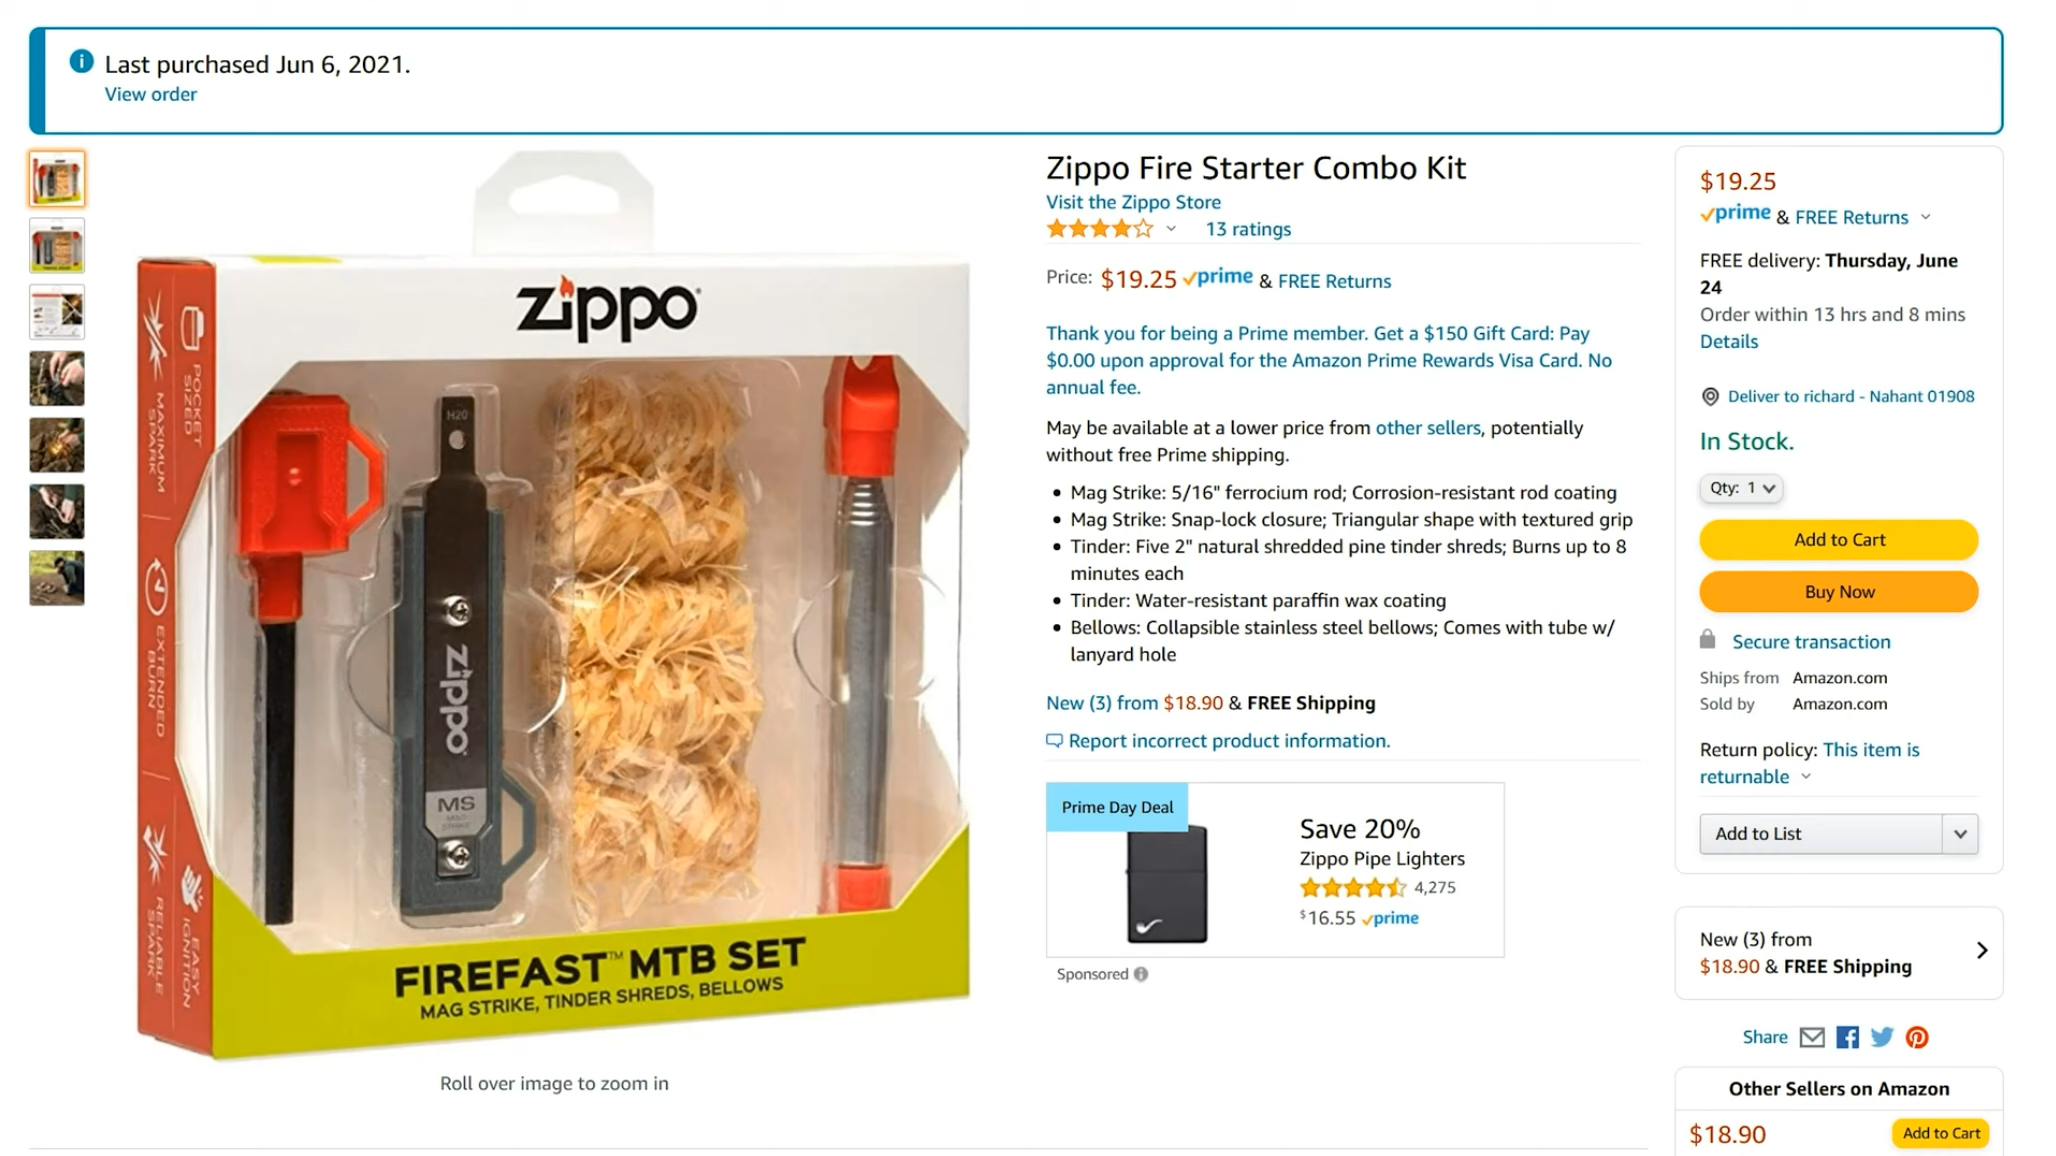 Last purchased Jun 6, 2021.
View order
zippo
POCKET
SIZED
MAXIMUM
SPARK
EXTENDED
BURN
EASY
IGNITION
RELIABLE
SPARK
H20
zippo
MS
MAG
STRIKE
FIREFAST™ MTB SET
MAG STRIKE, TINDER SHREDS, BELLOWS
Roll over image to zoom in
Zippo Fire Starter Combo Kit
Visit the Zippo Store
13 ratings
Price: $19.25 prime & FREE Returns
Thank you for being a Prime member. Get a $150 Gift Card: Pay
$0.00 upon approval for the Amazon Prime Rewards Visa Card. No
annual fee.
May be available at a lower price from other sellers, potentially
without free Prime shipping.
• Mag Strike: 5/16" ferrocium rod; Corrosion-resistant rod coating
• Mag Strike: Snap-lock closure; Triangular shape with textured grip
• Tinder: Five 2" natural shredded pine tinder shreds; Burns up to 8
minutes each
• Tinder: Water-resistant paraffin wax coating
• Bellows: Collapsible stainless steel bellows; Comes with tube w/
lanyard hole
New (3) from $18.90 & FREE Shipping
Report incorrect product information.
Prime Day Deal
Save 20%
Zippo Pipe Lighters
4,275
$16.55 prime
Sponsored
$19.25
prime & FREE Returns
FREE delivery: Thursday, June
24
Order within 13 hrs and 8 mins
Details
Deliver to richard - Nahant 01908
In Stock.
Qty: 1
Add to Cart
Buy Now
Secure transaction
Ships from Amazon.com
Sold by Amazon.com
Return policy: This item is
returnable
Add to List
New (3) from
$18.90 & FREE Shipping
Share
Other Sellers on Amazon
$18.90
Add to Cart